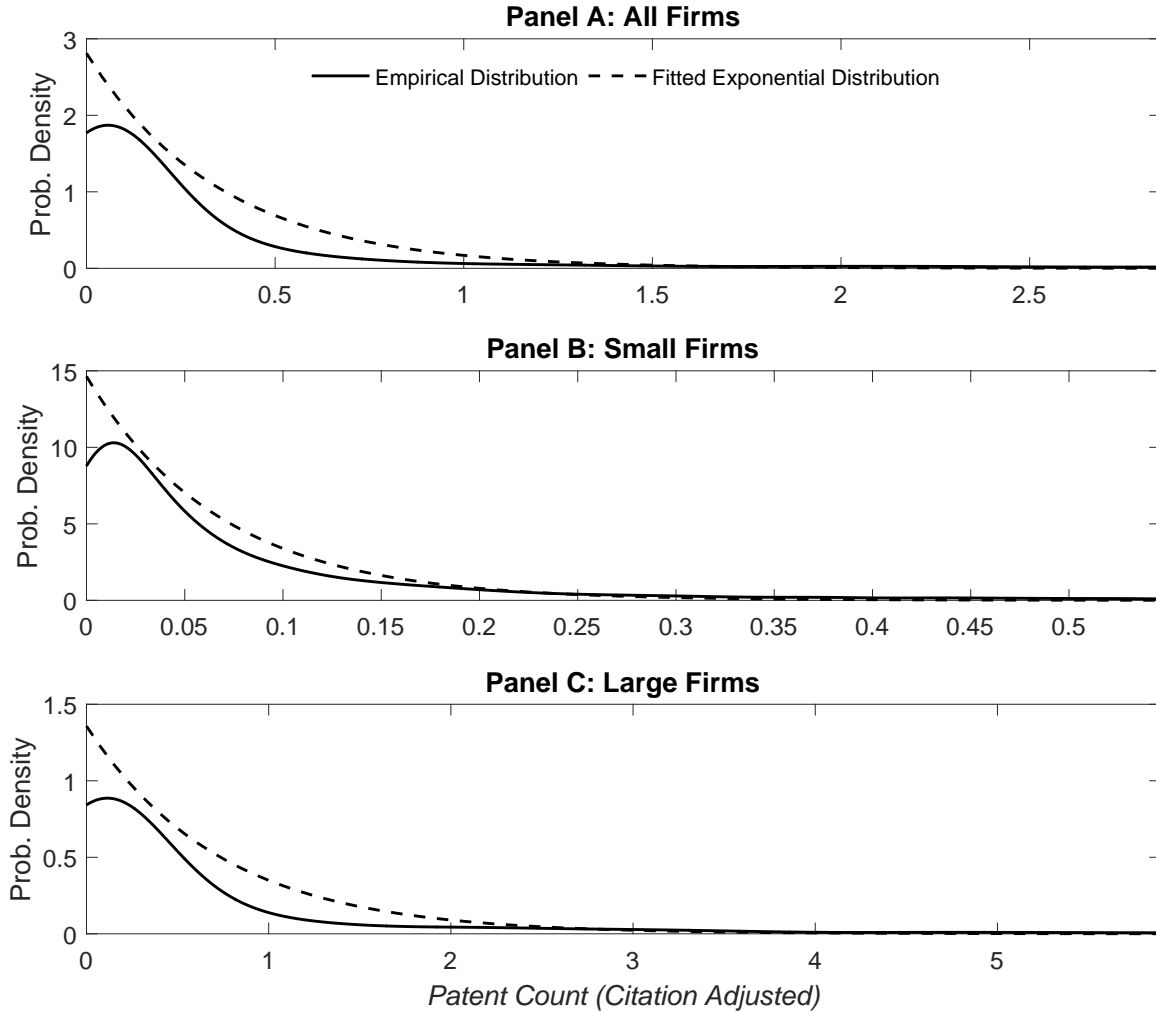 Panel A: All Firms
3
2
1
0
Prob. Density
Empirical Distribution Fitted Exponential Distribution
0 0.5 1 1.5 2 2.5
Panel B: Small Firms
15
10
5
0
Prob. Density
0 0.05 0.1 0.15 0.2 0.25 0.3 0.35 0.4 0.45 0.5
Panel C: Large Firms
1.5
1
0.5
0
Prob. Density
0 1 2 3 4 5
Patent Count (Citation Adjusted)